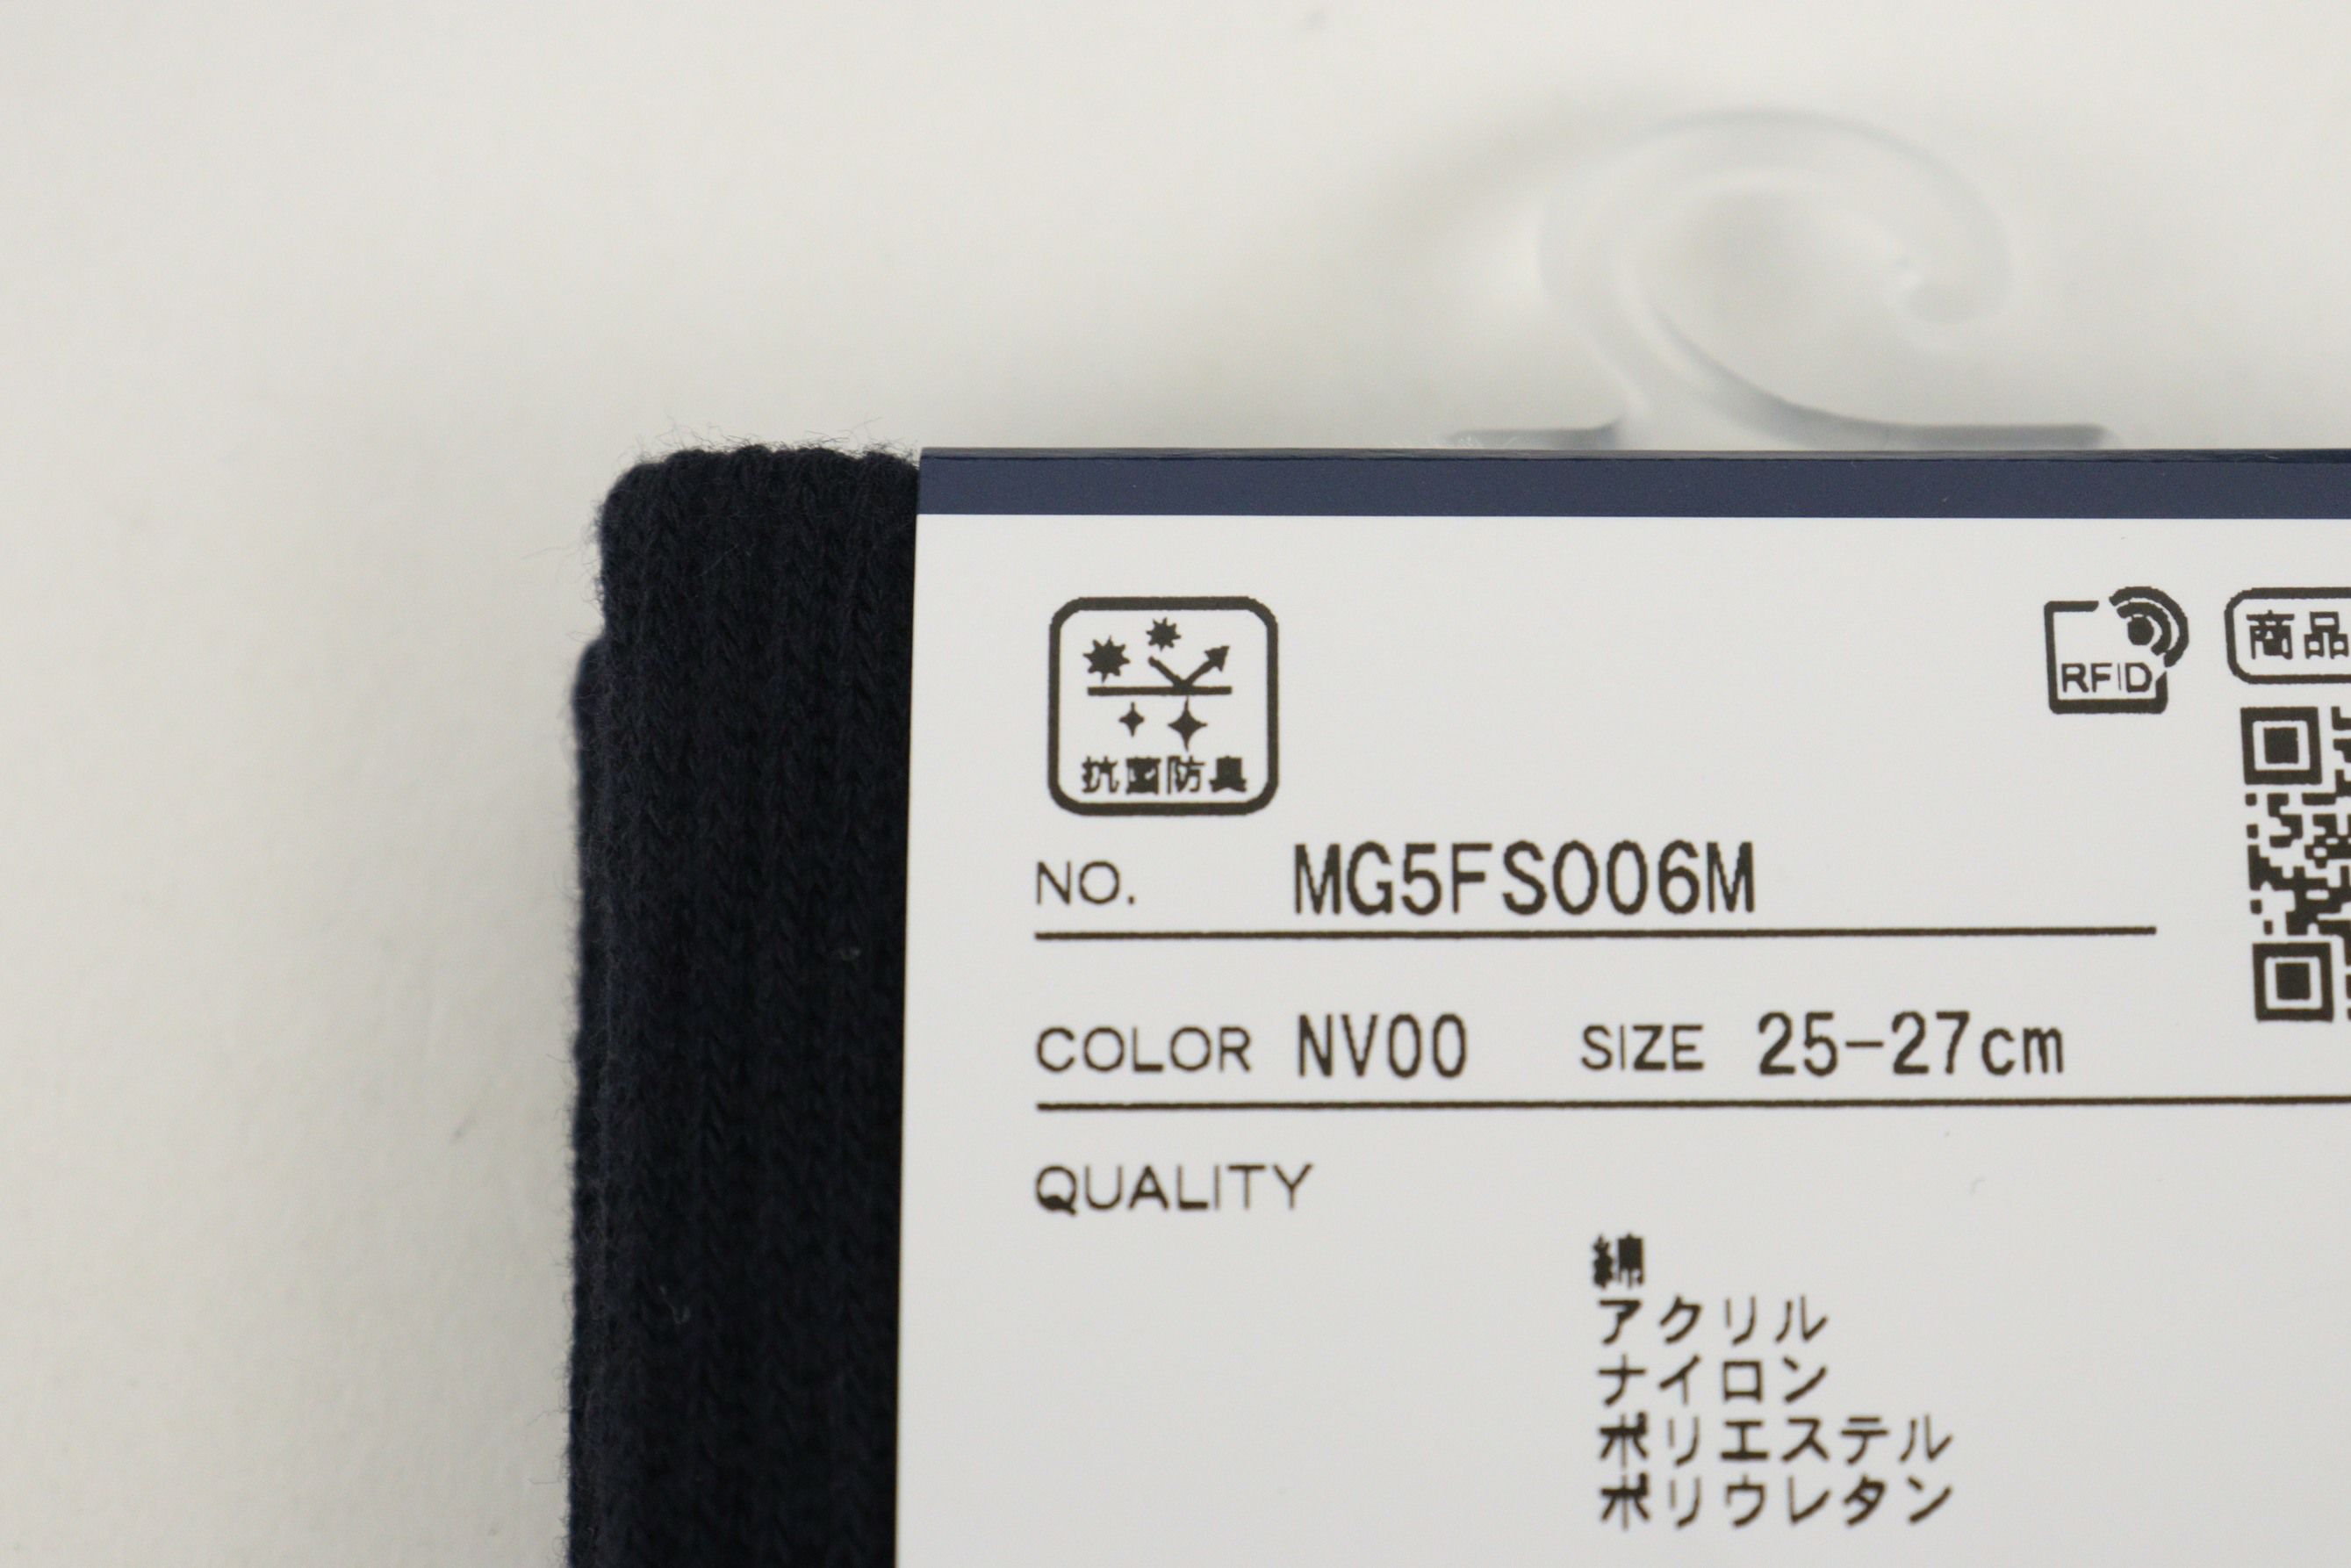 RFID
商品
抗菌防臭
NO. MG5FS006M
COLOR NV00 SIZE 25-27cm
QUALITY
綿
アクリル
ナイロン
ポリエステル
ポリウレタン